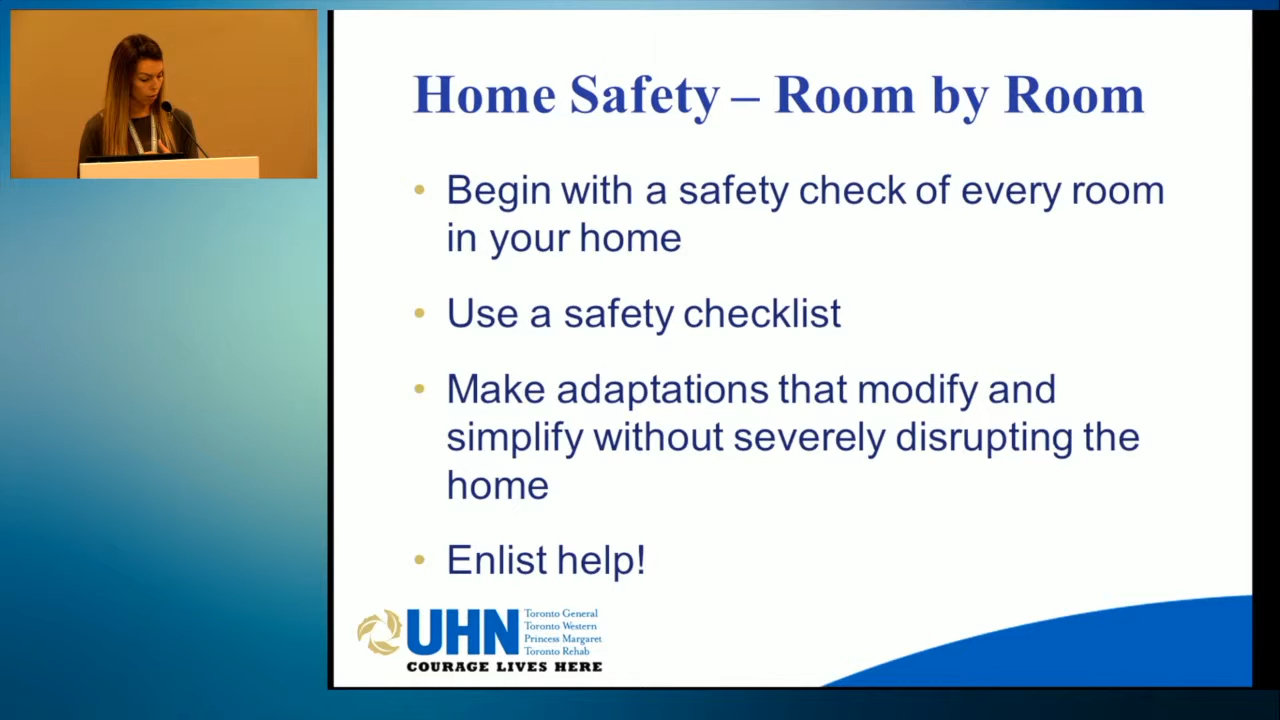 Home Safety – Room by Room
• Begin with a safety check of every room
in your home
• Use a safety checklist
• Make adaptations that modify and
simplify without severely disrupting the
home
• Enlist help!
UHN
Toronto General
Toronto Western
Princess Margaret
Toronto Rehab
COURAGE LIVES HERE